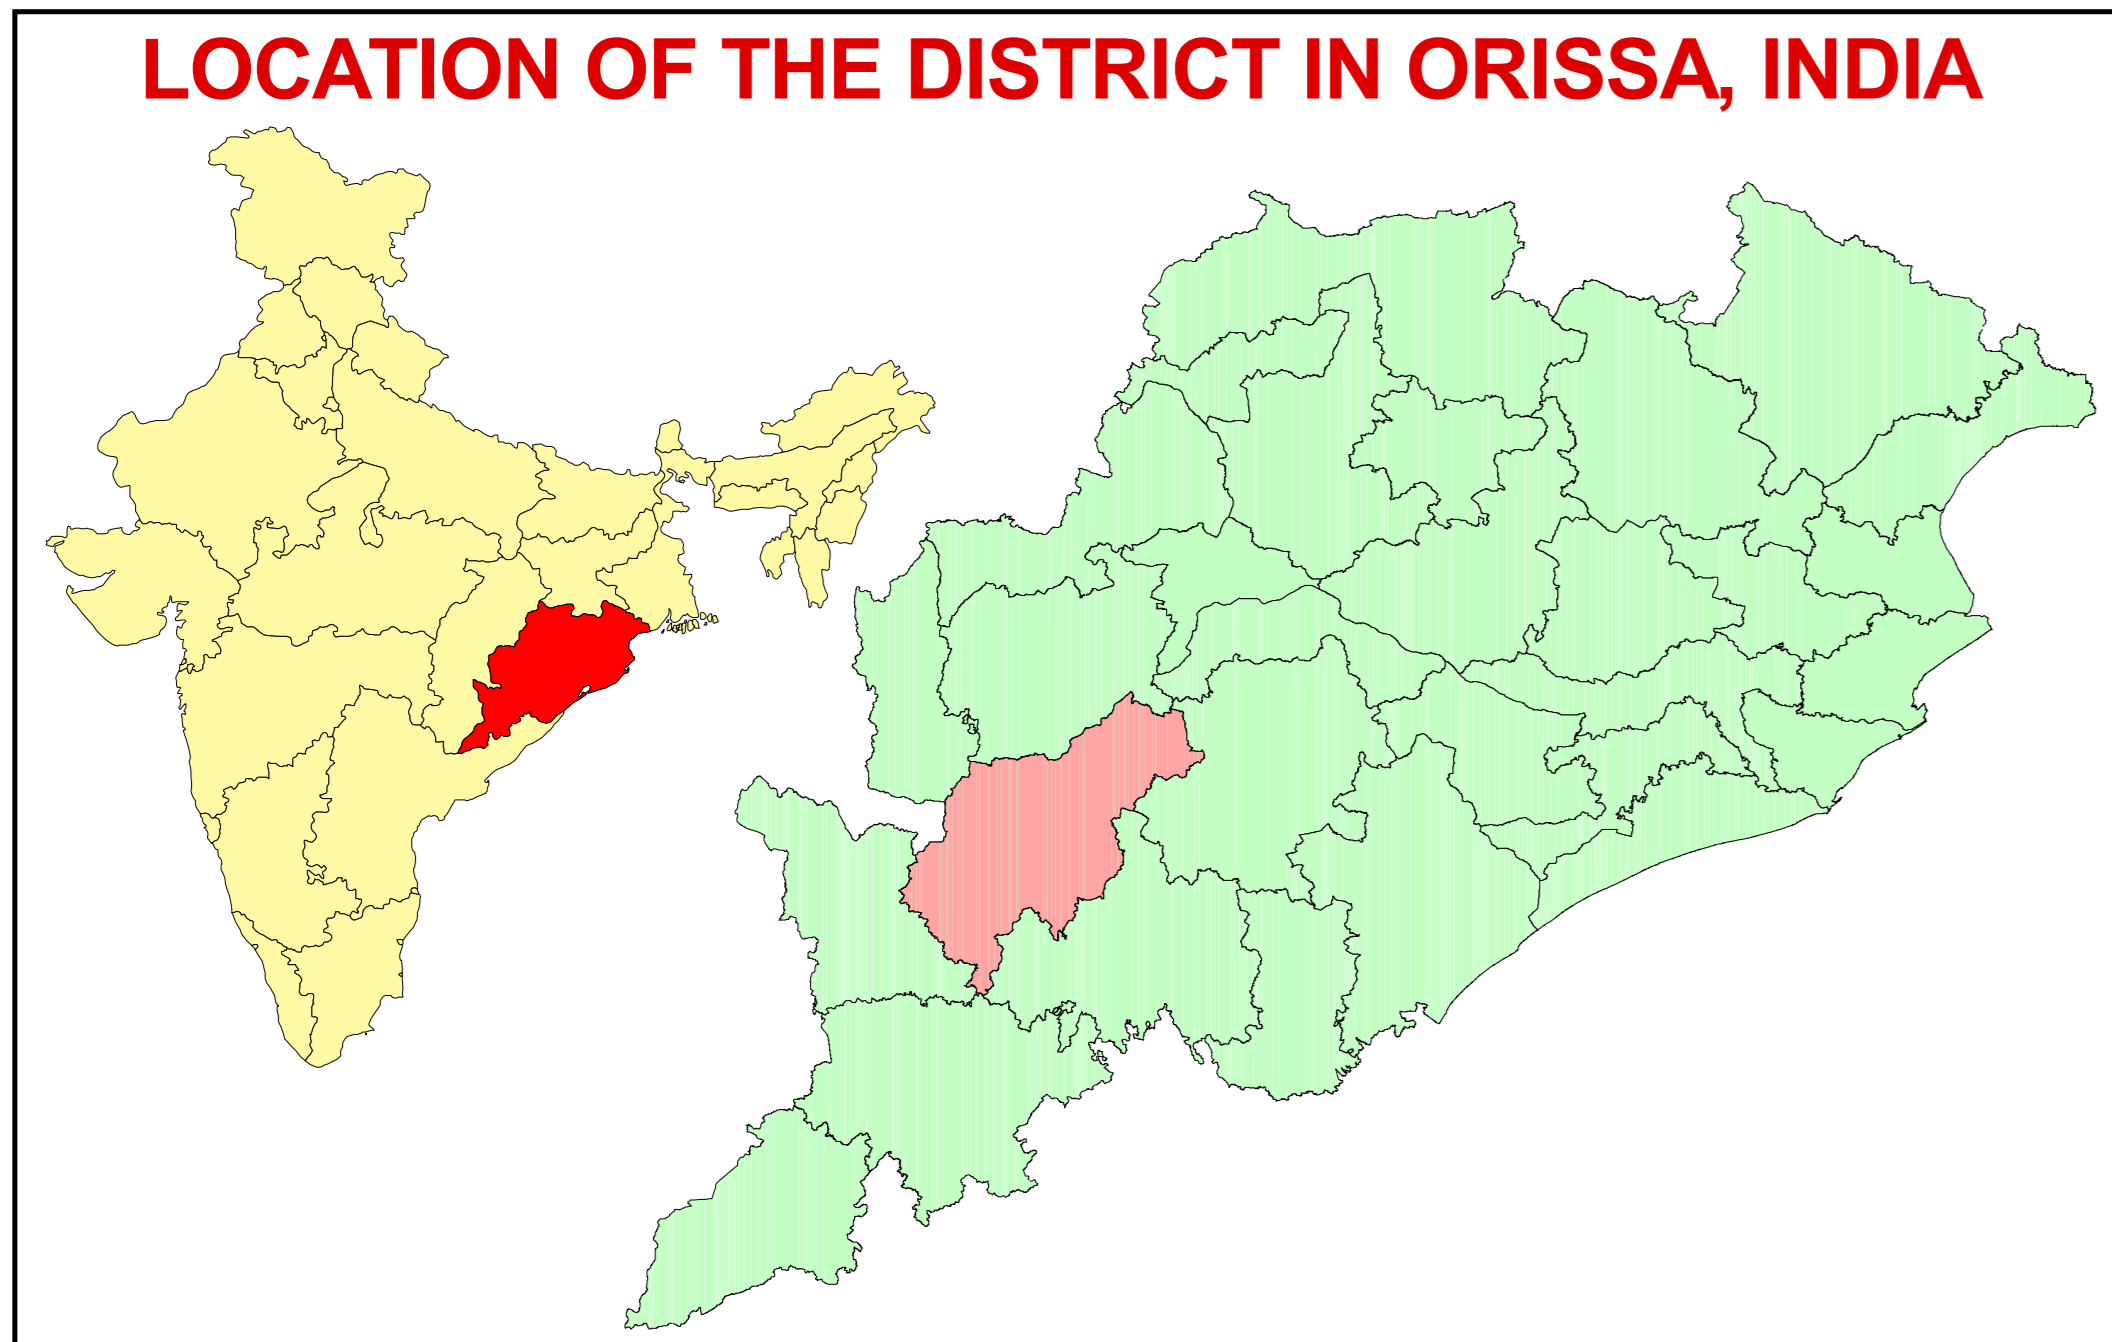 LOCATION OF THE DISTRICT IN ORISSA, INDIA